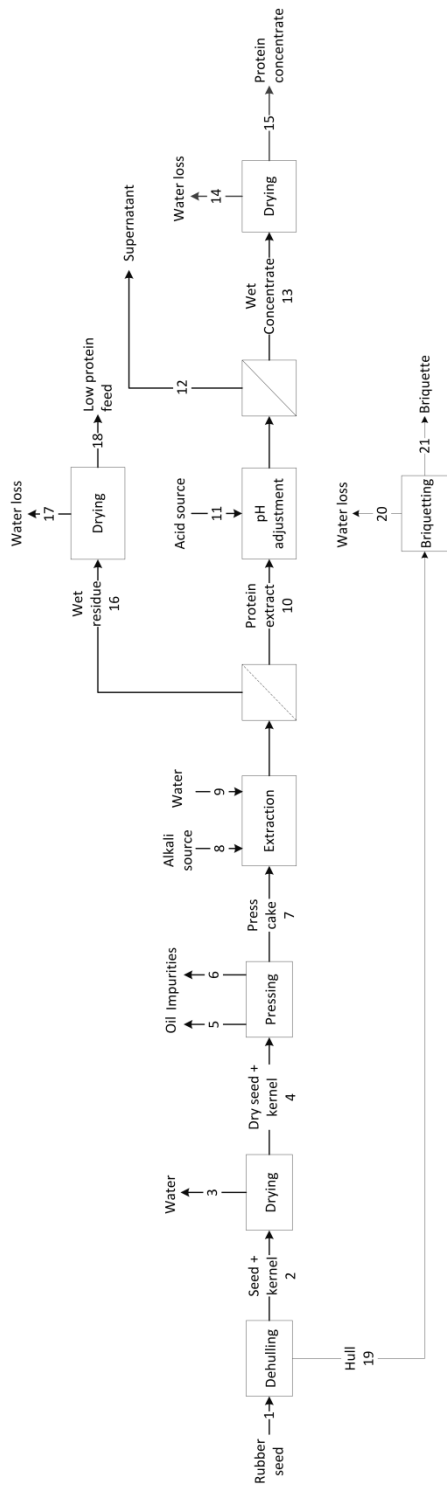 Rubber
seed
1
Dehulling
Seed +
kernel
2
Water
3
Drying
Dry seed +
kernel
4
Oil Impurities
5
6
Pressing
Press
cake
7
Alkali
source
8
Water
9
Extraction
Wet
residue
16
Water loss
17
Drying
18
Low protein
feed
Protein
extract
10
Acid source
11
pH
adjustment
12
Supernatant
Wet
Concentrate
13
Water loss
14
Drying
15
Protein
concentrate
Hull
19
Water loss
20
Briquetting
21
Briquette